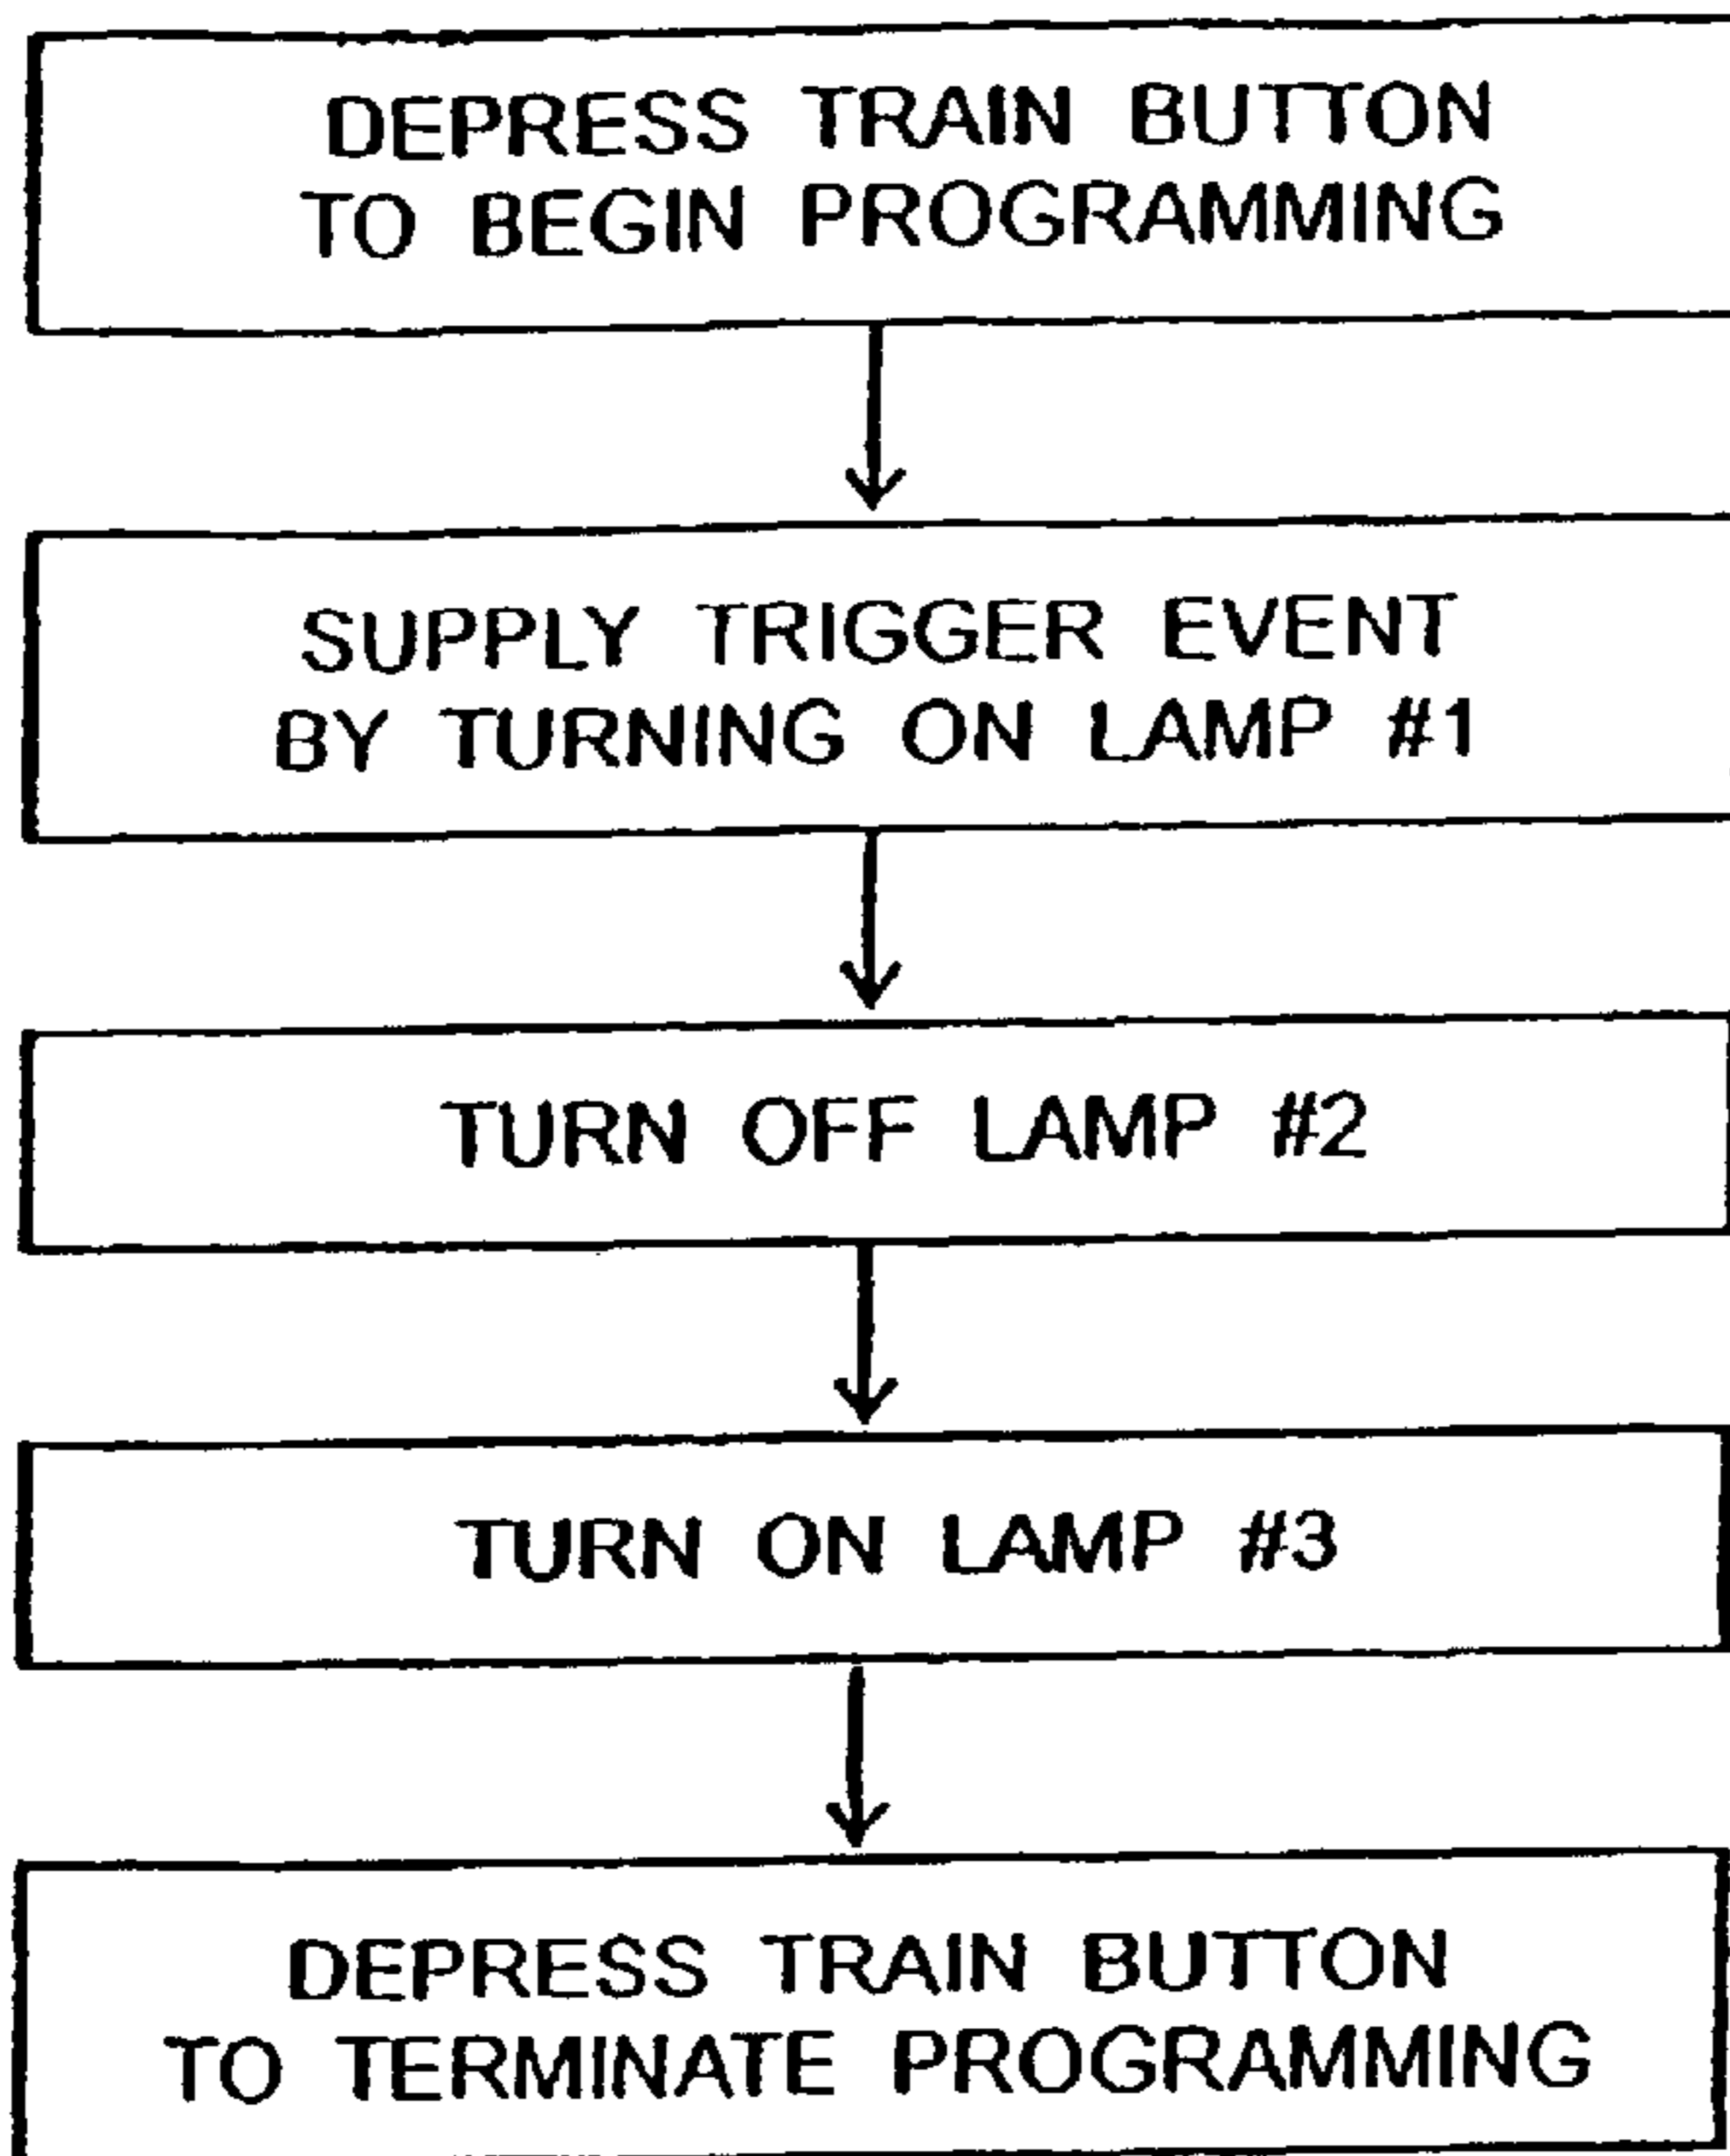 DEPRESS TRAIN BUTTON
TO BEGIN PROGRAMMING
SUPPLY TRIGGER EVENT
BY TURNING ON LAMP #1
TURN OFF LAMP #2
TURN ON LAMP #3
DEPRESS TRAIN BUTTON
TO TERMINATE PROGRAMMING